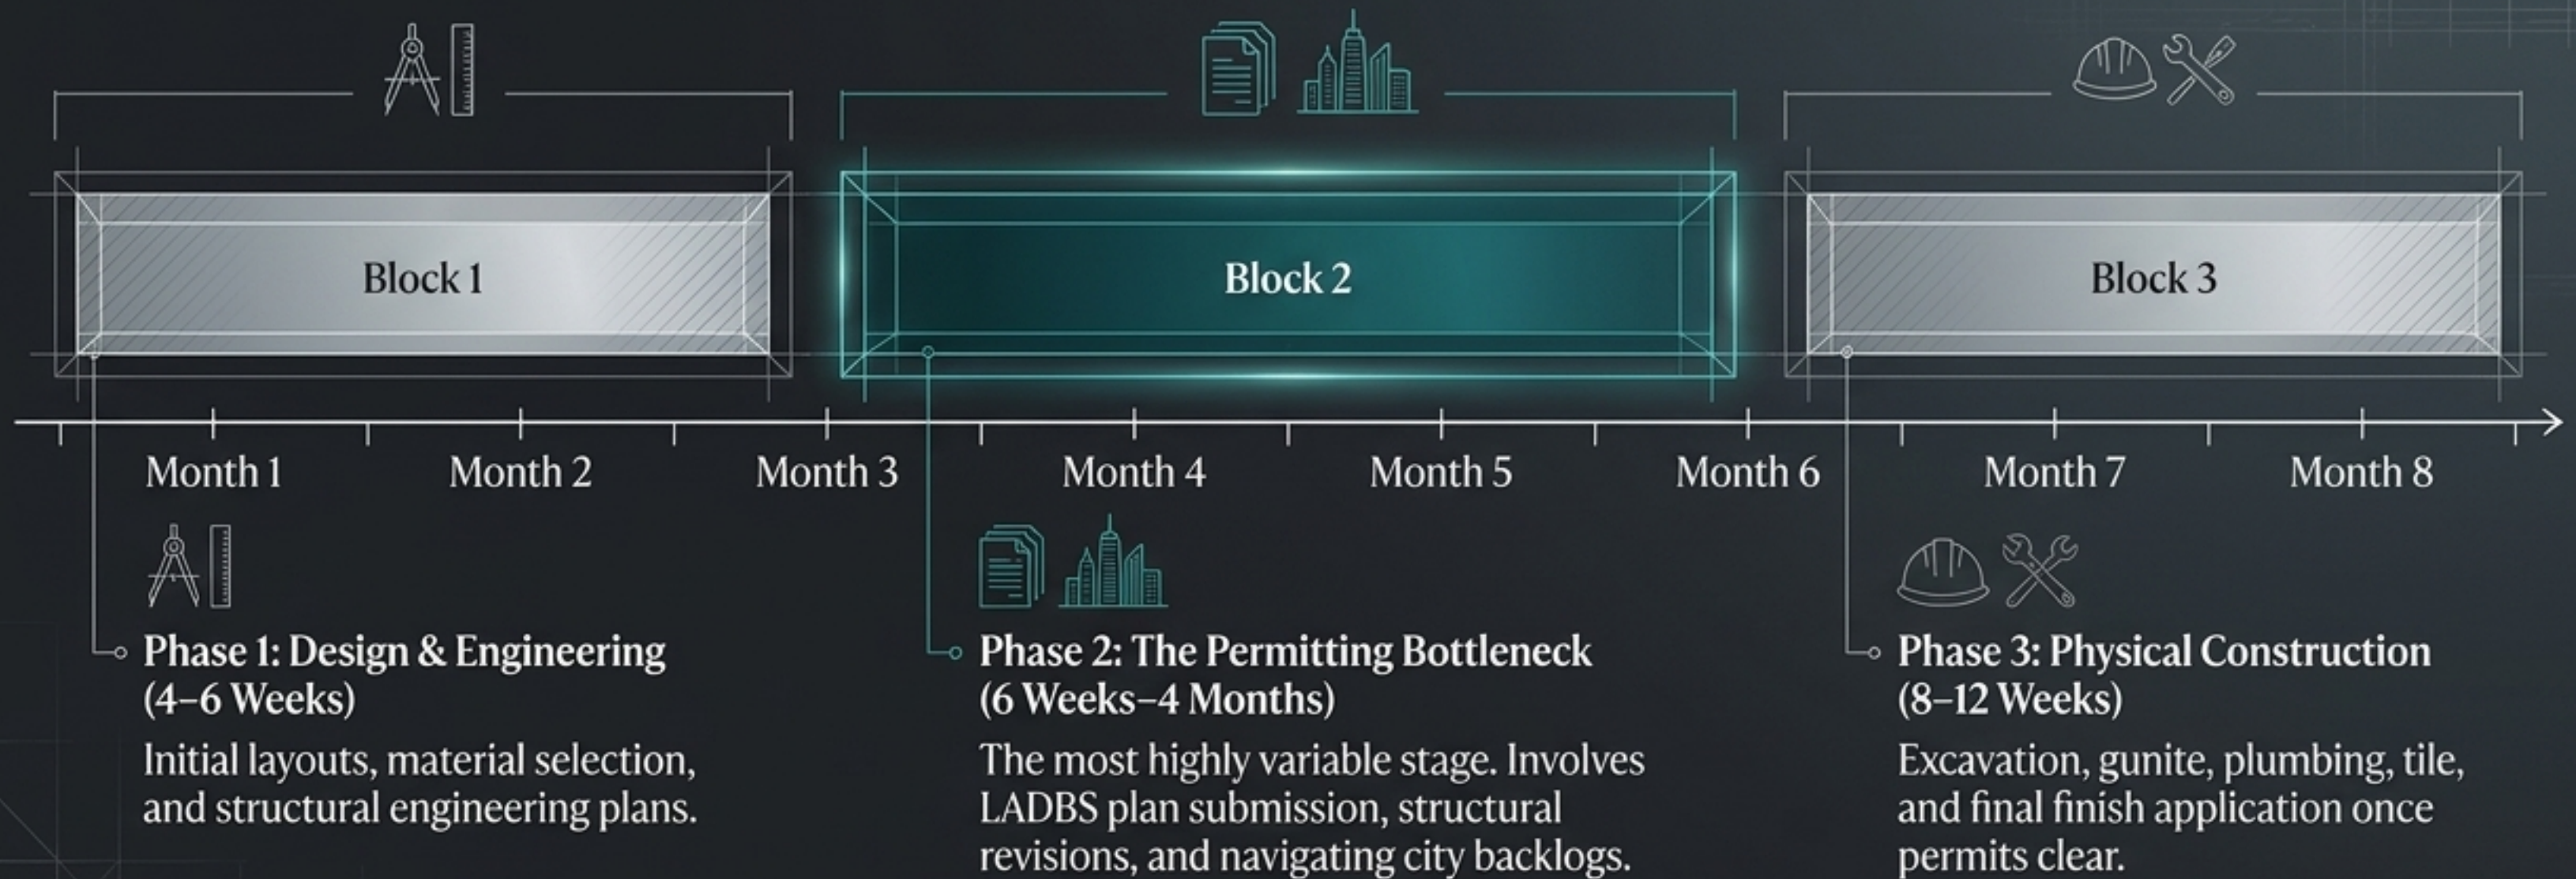 Block 1
Block 2
Block 3
Month 1
Month 2
Month 3
Month 4
Month 5
Month 6
Month 7
Month 8
Phase 1: Design & Engineering
(4–6 Weeks)
Initial layouts, material selection,
and structural engineering plans.
Phase 2: The Permitting Bottleneck
(6 Weeks–4 Months)
The most highly variable stage. Involves
LADBS plan submission, structural
revisions, and navigating city backlogs.
Phase 3: Physical Construction
(8–12 Weeks)
Excavation, gunite, plumbing, tile,
and final finish application once
permits clear.